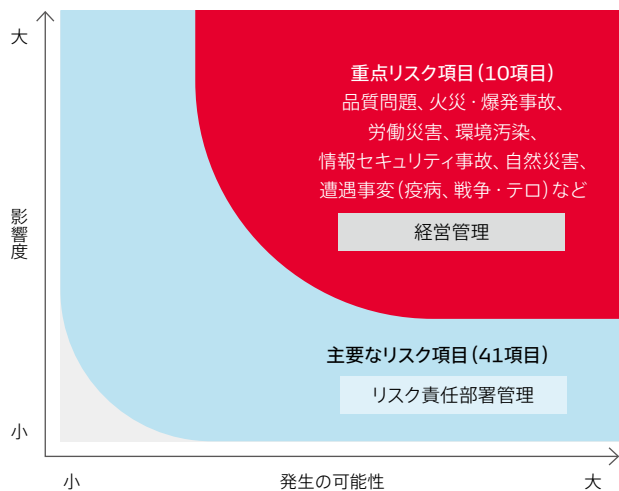 大
影響度
小
重点リスク項目(10項目)
品質問題、火災・爆発事故、
労働災害、環境汚染、
情報セキュリティ事故、自然災害、
遭遇事変(疫病、戦争・テロ)など
経営管理
主要なリスク項目(41項目)
リスク責任部署管理
小
発生の可能性
大